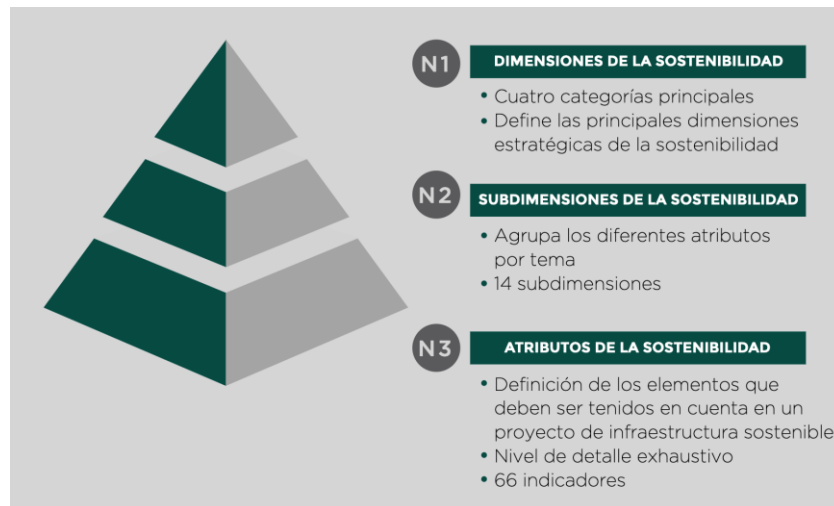 N1
DIMENSIONES DE LA SOSTENIBILIDAD
• Cuatro categorías principales
• Define las principales dimensiones
estratégicas de la sostenibilidad
N2
SUBDIMENSIONES DE LA SOSTENIBILIDAD
• Agrupa los diferentes atributos
por tema
• 14 subdimensiones
N3
ATRIBUTOS DE LA SOSTENIBILIDAD
• Definición de los elementos que
deben ser tenidos en cuenta en un
proyecto de infraestructura sostenible
• Nivel de detalle exhaustivo
• 66 indicadores